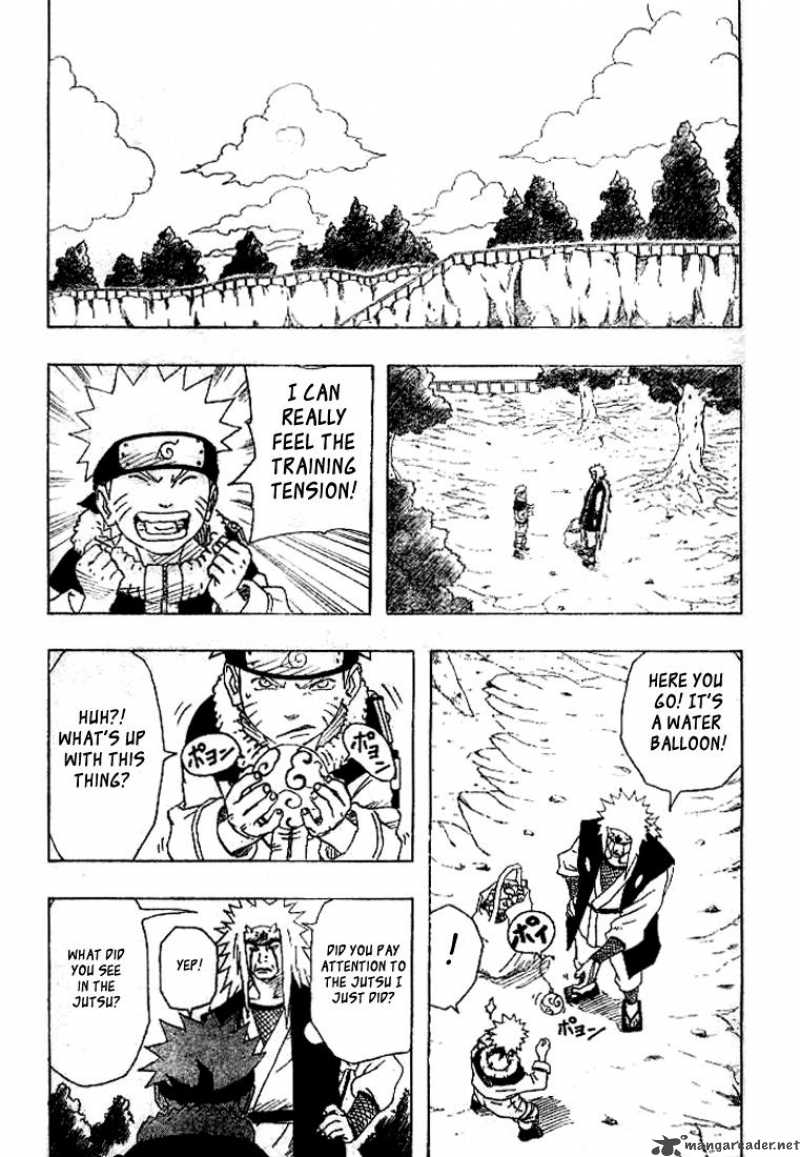 I CAN
REALLY
FEEL THE
TRAINING
TENSION!
HERE YOU
GO! IT'S
A WATER
BALLOON!
ポイ
!
ポヨン
HUH?!
WHAT'S UP
WITH THIS
THING?
ポヨン
ポヨン
DID YOU PAY
ATTENTION TO
THE JUTSU I
JUST DID?
YEP!
WHAT DID
YOU SEE
IN THE
JUTSU?
mangareader.net